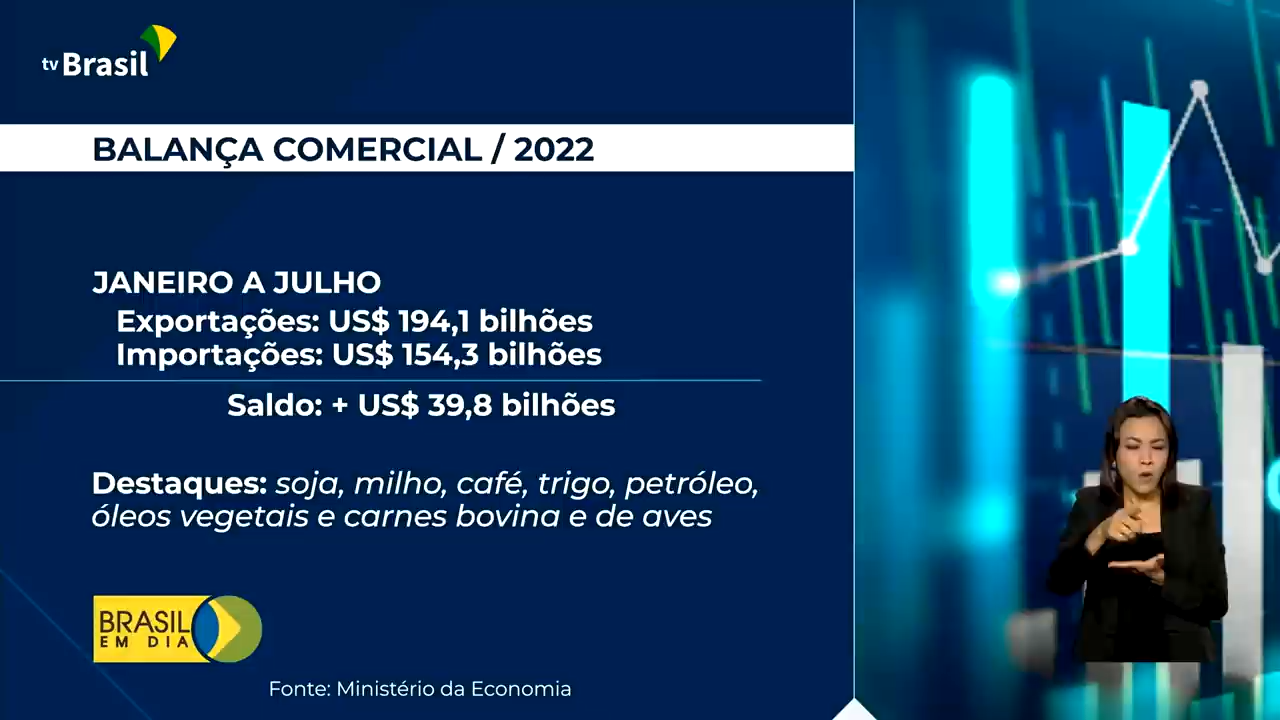 tv Brasil
BALANÇA COMERCIAL / 2022
JANEIRO A JULHO
Exportações: US$ 194,1 bilhões
Importações: US$ 154,3 bilhões
Saldo: + US$ 39,8 bilhões
Destaques: soja, milho, café, trigo, petróleo,
óleos vegetais e carnes bovina e de aves
BRASIL
EM DIA
Fonte: Ministério da Economia